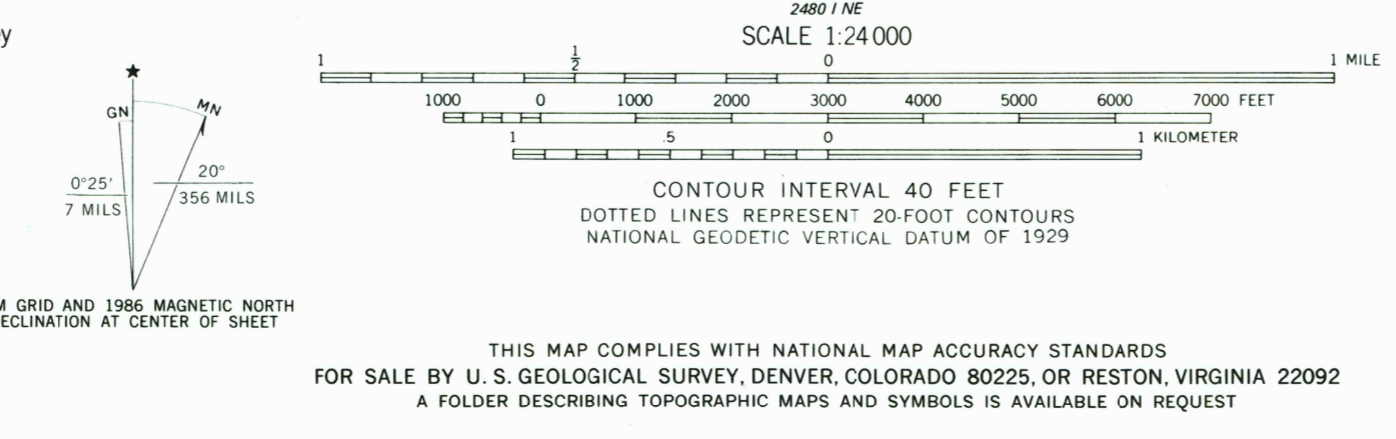 2480 I NE
SCALE 1:24 000
1 1/2 0 1 MILE
1000 0 1000 2000 3000 4000 5000 6000 7000 FEET
1 .5 0 1 KILOMETER
CONTOUR INTERVAL 40 FEET
DOTTED LINES REPRESENT 20-FOOT CONTOURS
NATIONAL GEODETIC VERTICAL DATUM OF 1929
★
GN
MN
0°25′
7 MILS
20°
356 MILS
GRID AND 1986 MAGNETIC NORTH
AT CENTER OF SHEET
THIS MAP COMPLIES WITH NATIONAL MAP ACCURACY STANDARDS
FOR SALE BY U. S. GEOLOGICAL SURVEY, DENVER, COLORADO 80225, OR RESTON, VIRGINIA 22092
A FOLDER DESCRIBING TOPOGRAPHIC MAPS AND SYMBOLS IS AVAILABLE ON REQUEST